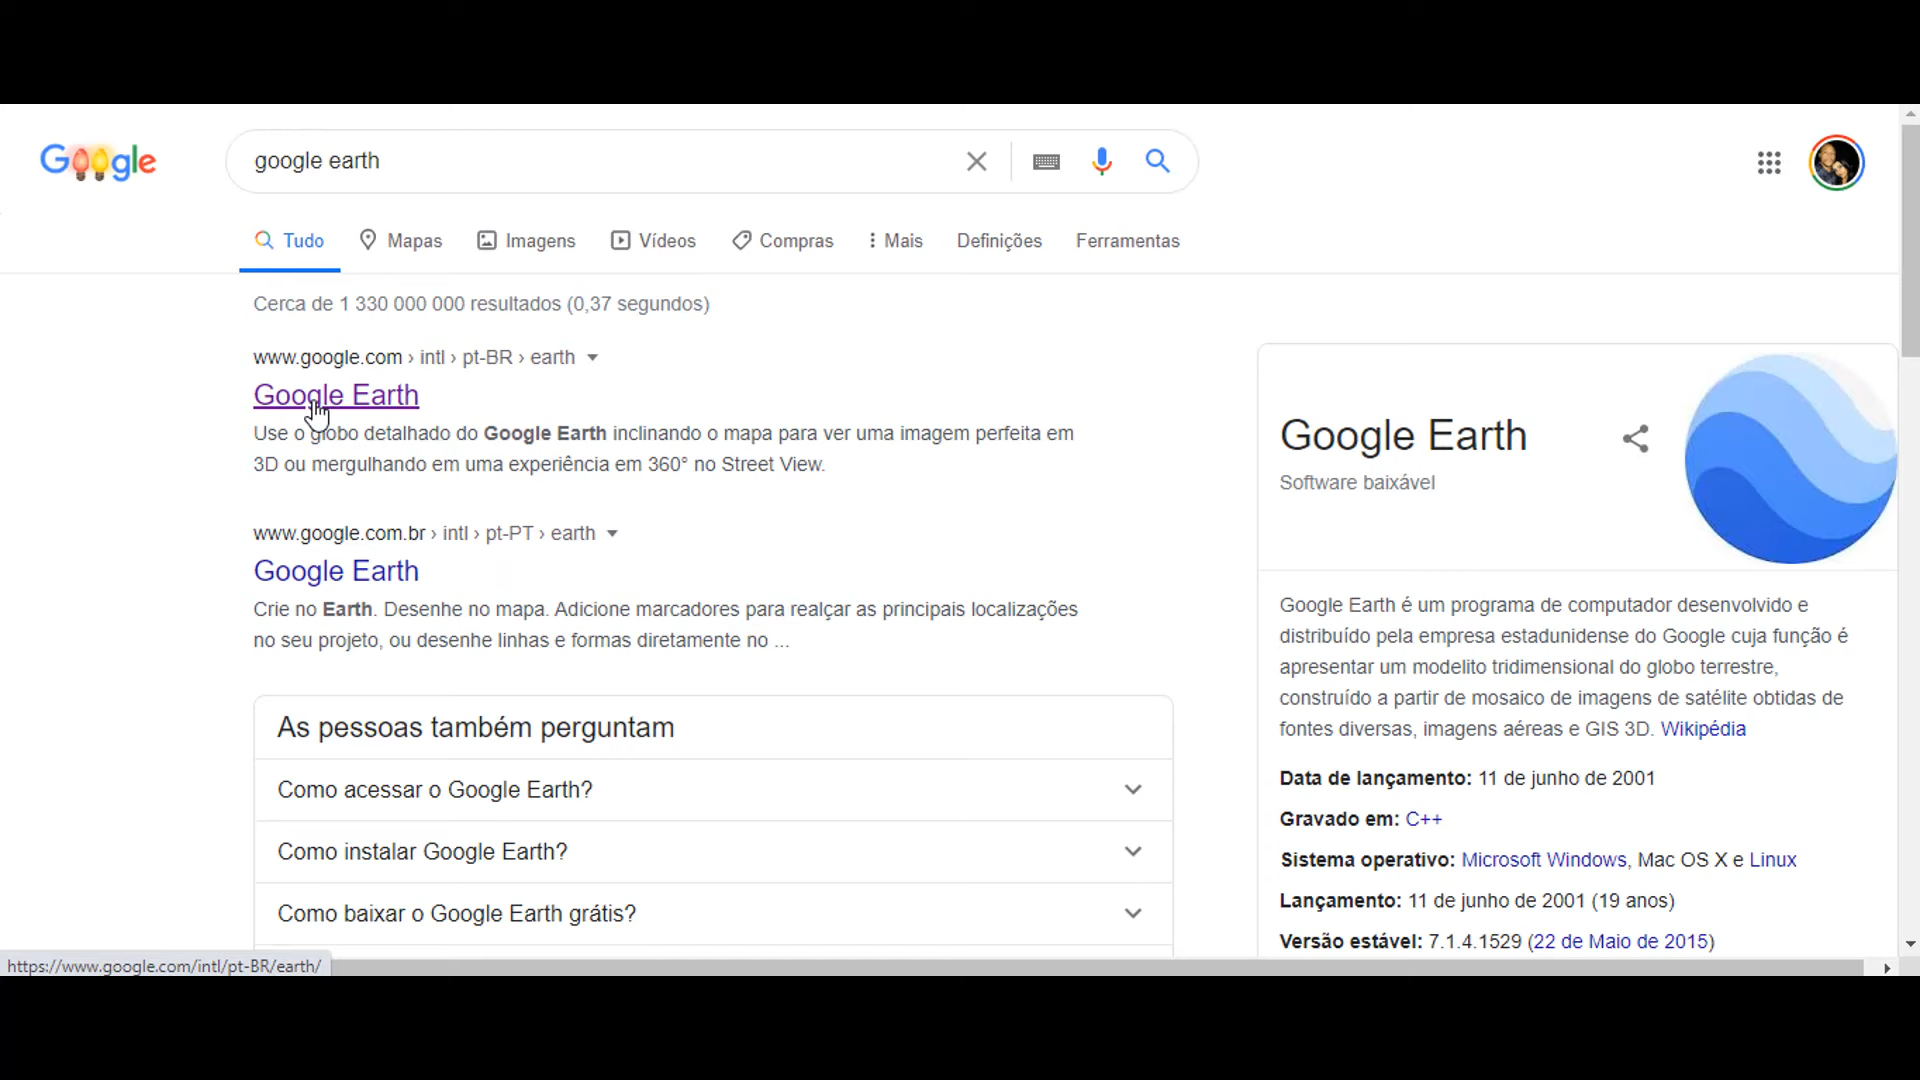 Google
google earth
Tudo Mapas Imagens Vídeos Compras Mais Definições Ferramentas
Cerca de 1 330 000 000 resultados (0,37 segundos)
www.google.com › intl › pt-BR › earth
Google Earth
Use o globo detalhado do Google Earth inclinando o mapa para ver uma imagem perfeita em
3D ou mergulhando em uma experiência em 360° no Street View.
www.google.com.br › intl › pt-PT › earth
Google Earth
Crie no Earth. Desenhe no mapa. Adicione marcadores para realçar as principais localizações
no seu projeto, ou desenhe linhas e formas diretamente no ...
As pessoas também perguntam
Como acessar o Google Earth?
Como instalar Google Earth?
Como baixar o Google Earth grátis?
Google Earth
Software baixável
Google Earth é um programa de computador desenvolvido e
distribuído pela empresa estadunidense do Google cuja função é
apresentar um modelito tridimensional do globo terrestre,
construído a partir de mosaico de imagens de satélite obtidas de
fontes diversas, imagens aéreas e GIS 3D. Wikipédia
Data de lançamento: 11 de junho de 2001
Gravado em: C++
Sistema operativo: Microsoft Windows, Mac OS X e Linux
Lançamento: 11 de junho de 2001 (19 anos)
Versão estável: 7.1.4.1529 (22 de Maio de 2015)
https://www.google.com/intl/pt-BR/earth/